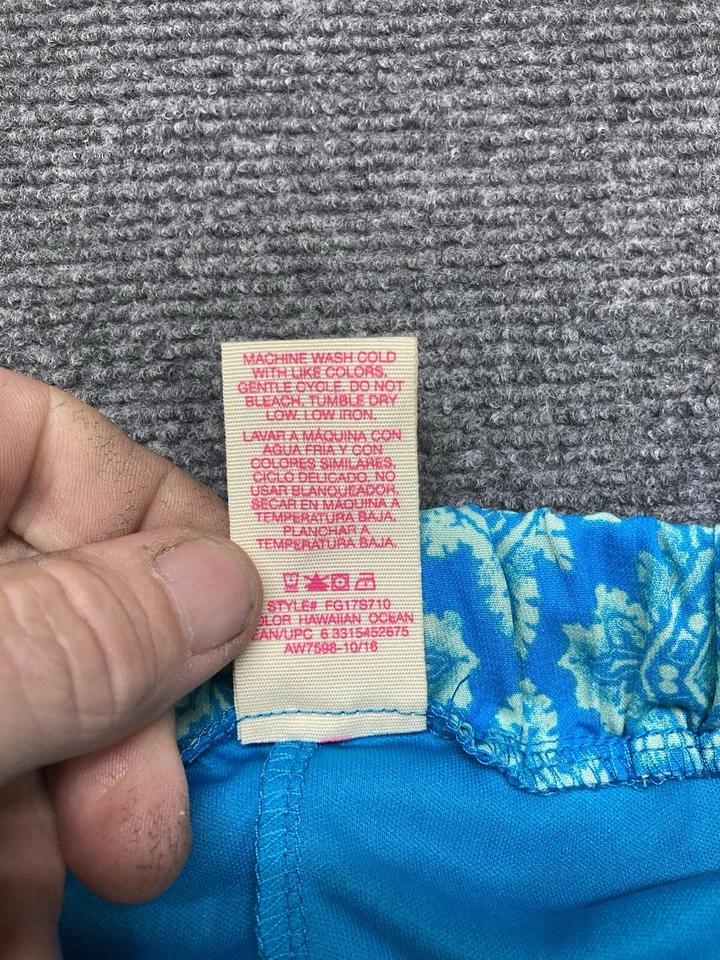 MACHINE WASH COLD
WITH LIKE COLORS,
GENTLE CYCLE. DO NOT
BLEACH, TUMBLE DRY
LOW. LOW IRON.
LAVAR A MÁQUINA CON
AGUA FRIA Y CON
COLORES SIMILARES,
CICLO DELICADO. NO
USAR BLANQUEADOR,
SECAR EN MÁQUINA A
TEMPERATURA BAJA,
PLANCHAR A
TEMPERATURA BAJA.
STYLE# FG17S710
OLOR HAWAIIAN OCEAN
EAN/UPC 6 3315452675
AW7598-10/16